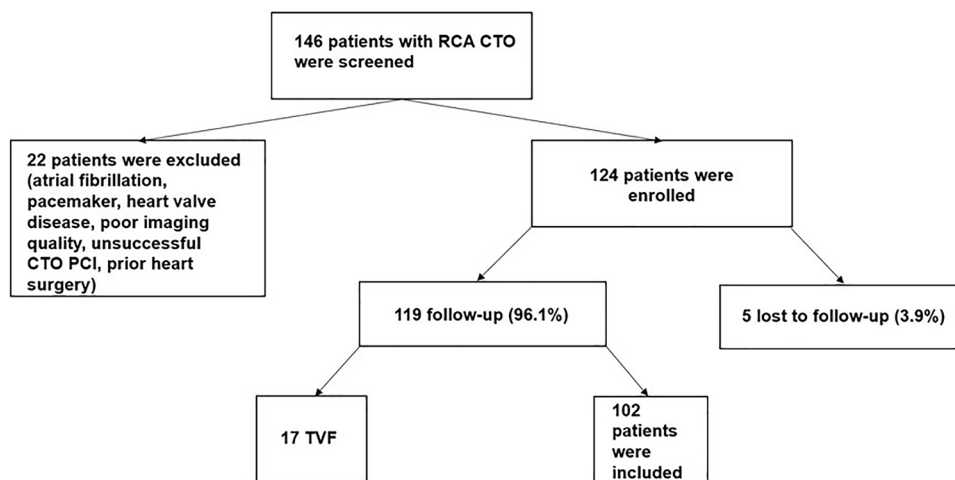 146 patients with RCA CTO
were screened
22 patients were excluded
(atrial fibrillation,
pacemaker, heart valve
disease, poor imaging
quality, unsuccessful
CTO PCI, prior heart
surgery)
124 patients were
enrolled
119 follow-up (96.1%)
5 lost to follow-up (3.9%)
17 TVF
102
patients
were
included